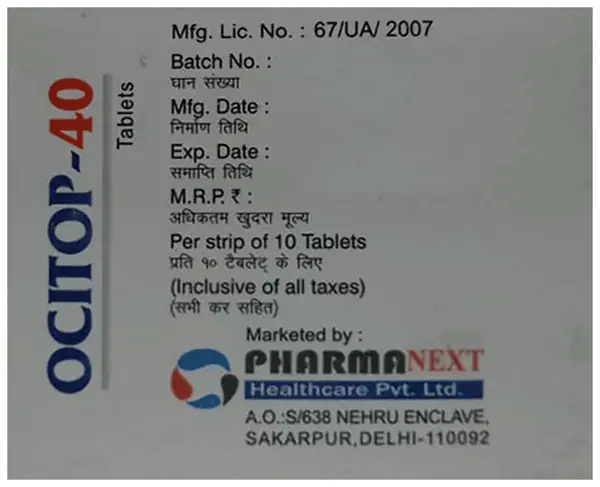 OCITOP-40
Tablets
Mfg. Lic. No. : 67/UA/ 2007
Batch No. :
घान संख्या
Mfg. Date :
निर्माण तिथि
Exp. Date :
समाप्ति तिथि
M.R.P. ₹ :
अधिकतम खुदरा मूल्य
Per strip of 10 Tablets
प्रति १० टैबलेट् के लिए
(Inclusive of all taxes)
(सभी कर सहित)
Marketed by :
PHARMANEXT
Healthcare Pvt. Ltd.
A.O.:S/638 NEHRU ENCLAVE,
SAKARPUR,DELHI-110092